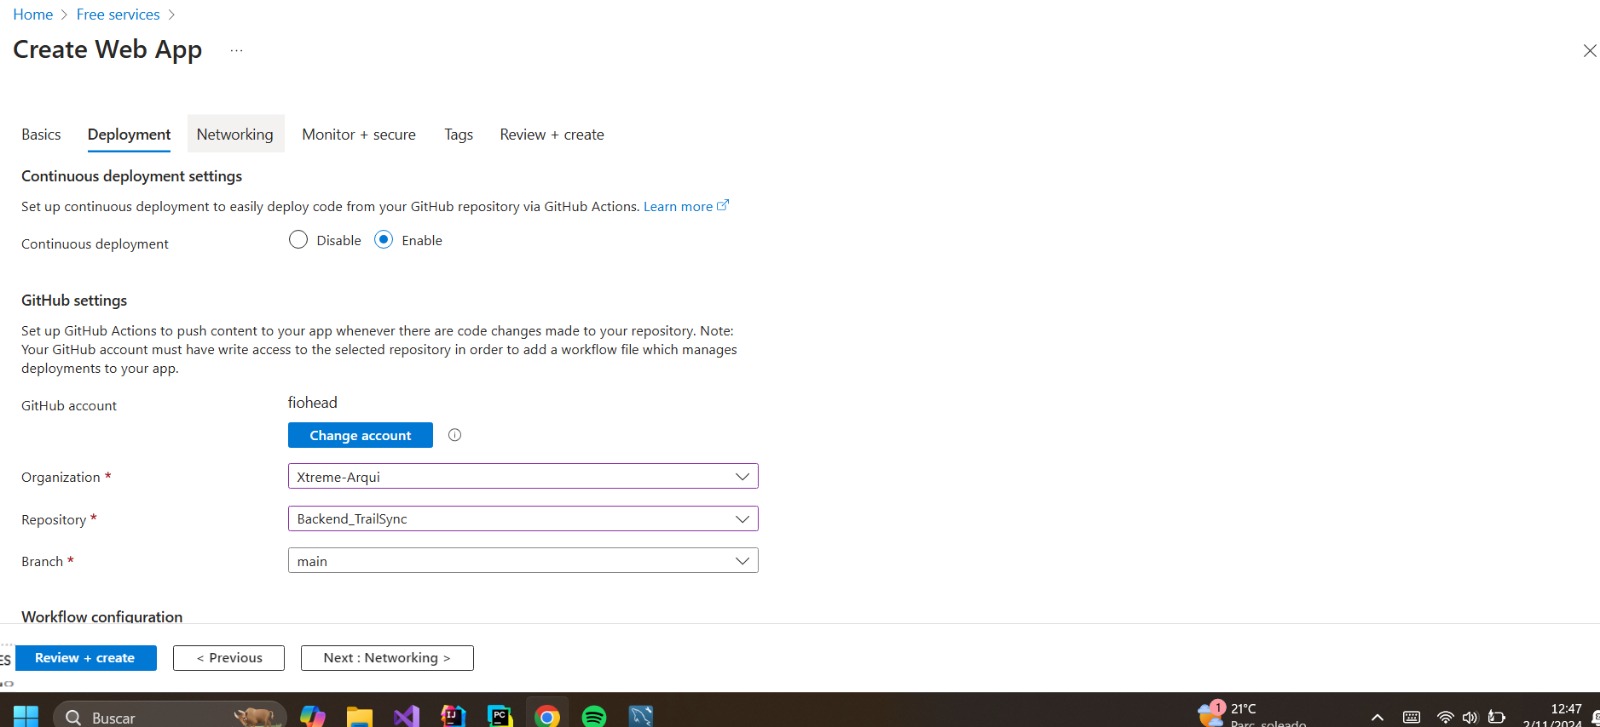 Home > Free services >
Create Web App ...
Basics Deployment Networking Monitor + secure Tags Review + create
Continuous deployment settings
Set up continuous deployment to easily deploy code from your GitHub repository via GitHub Actions. Learn more
Continuous deployment Disable Enable
GitHub settings
Set up GitHub Actions to push content to your app whenever there are code changes made to your repository. Note:
Your GitHub account must have write access to the selected repository in order to add a workflow file which manages
deployments to your app.
GitHub account fiohead
Change account
Organization * Xtreme-Arqui
Repository * Backend_TrailSync
Branch * main
Workflow configuration
ES Review + create < Previous Next : Networking >
Buscar IJ PC 1 21°C 12:47
Parc. soleado 2/11/2024